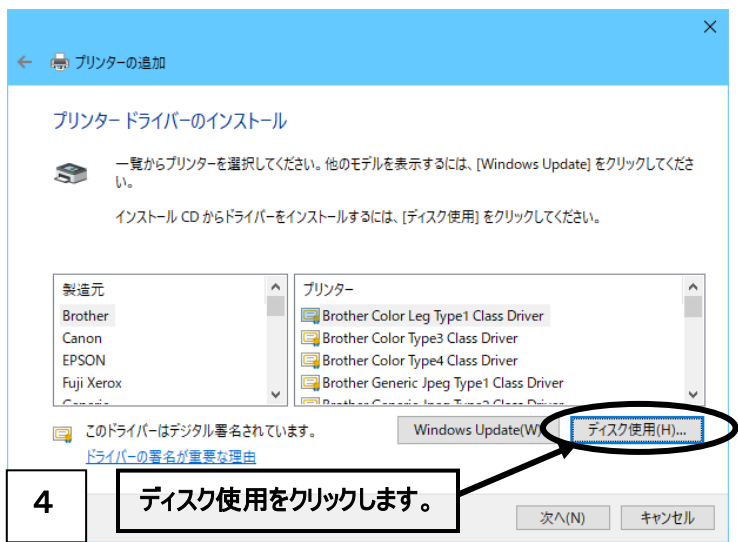 プリンターの追加
プリンター ドライバーのインストール
一覧からプリンターを選択してください。他のモデルを表示するには、[Windows Update] をクリックしてくださ
い。
インストール CD からドライバーをインストールするには、[ディスク使用] をクリックしてください。
製造元
Brother
Canon
EPSON
Fuji Xerox
プリンター
Brother Color Leg Type1 Class Driver
Brother Color Type3 Class Driver
Brother Color Type4 Class Driver
Brother Generic Jpeg Type1 Class Driver
このドライバーはデジタル署名されています。
Windows Update(W)
ディスク使用(H)...
ドライバーの署名が重要な理由
4
ディスク使用をクリックします。
次へ(N)
キャンセル